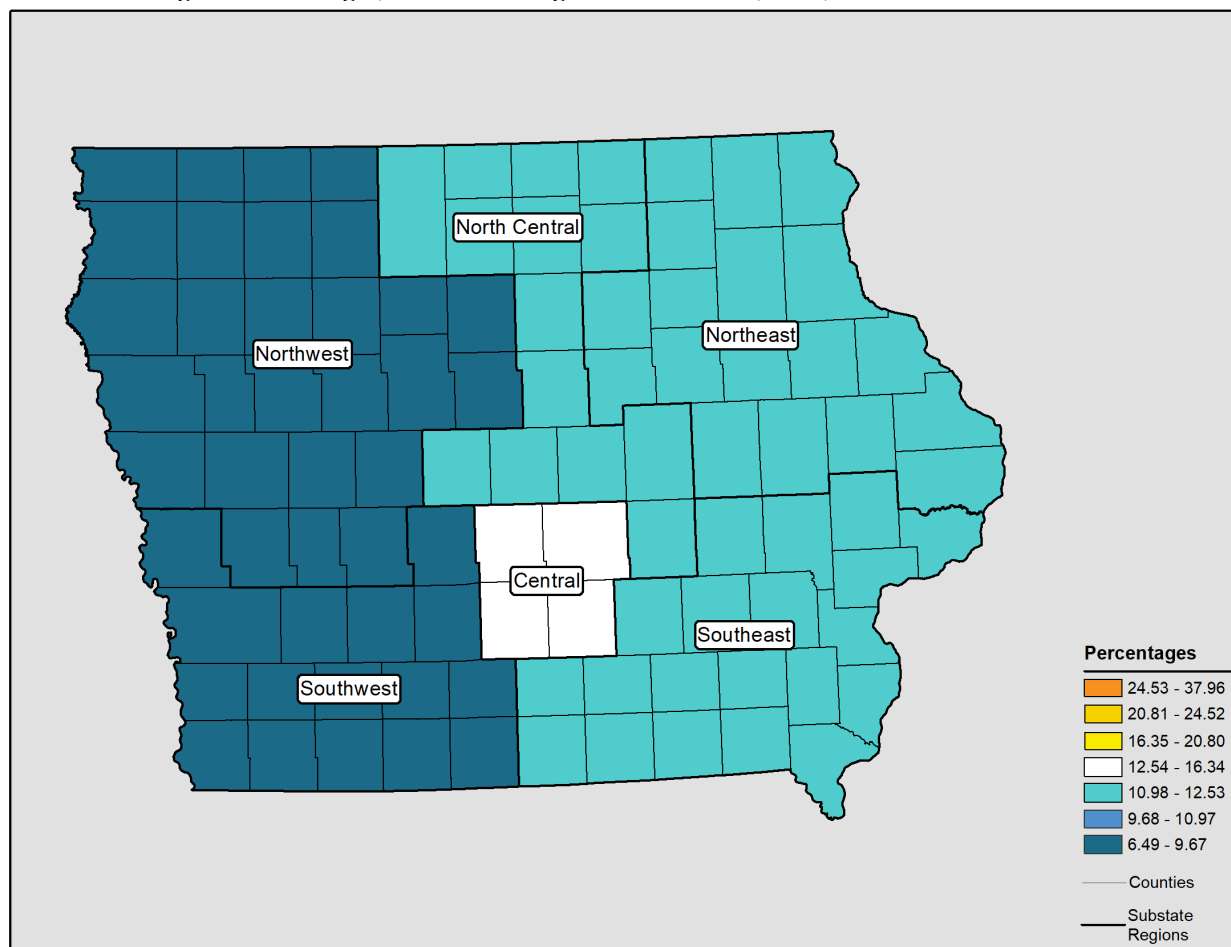 North Central
Northeast
Northwest
Central
Southeast
Southwest
Percentages
24.53 - 37.96
20.81 - 24.52
16.35 - 20.80
12.54 - 16.34
10.98 - 12.53
9.68 - 10.97
6.49 - 9.67
Counties
Substate
Regions